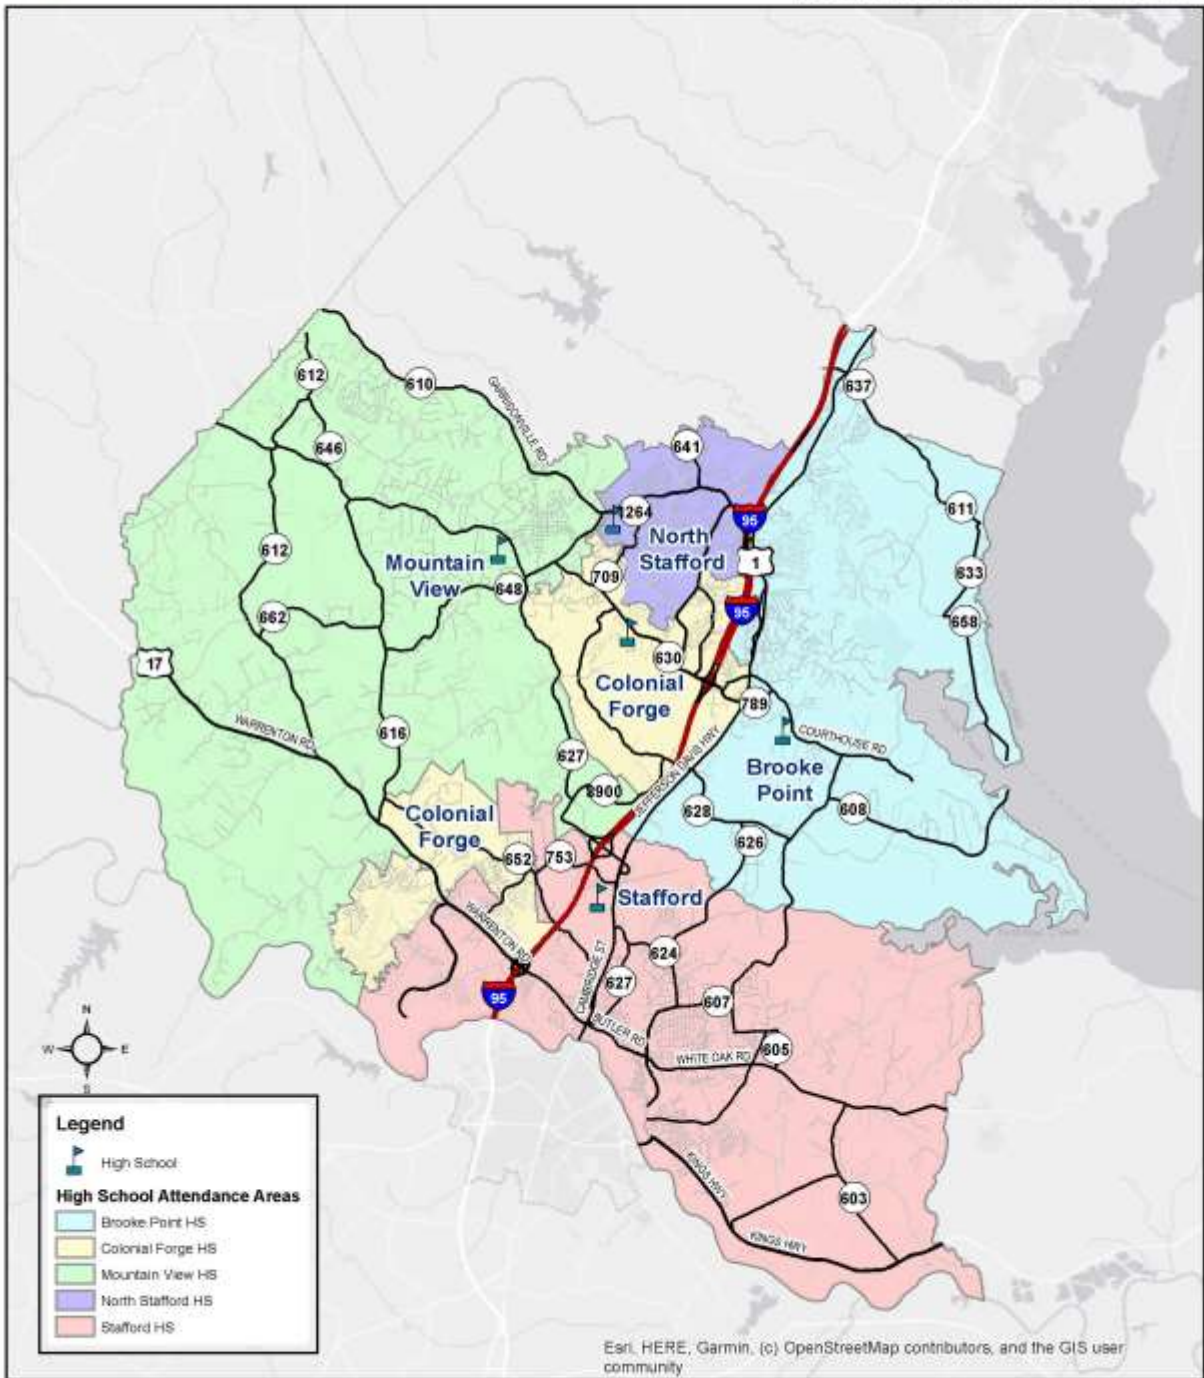 612
610
GARRISONVILLE RD
637
646
641
1264
95
611
North
Stafford
612
Mountain
View
1
709
633
648
95
662
658
630
17
Colonial
Forge
789
WARRENTON RD
616
COURTHOUSE RD
JEFFERSON DAVIS HWY
627
Brooke
Point
8900
Colonial
Forge
628
608
626
652
753
Stafford
WARRENTON RD
CAMBRIDGE ST
624
627
95
607
BUTLER RD
WHITE OAK RD
605
N
W
E
S
KINGS HWY
603
KINGS HWY
Legend
High School
High School Attendance Areas
Brooke Point HS
Colonial Forge HS
Mountain View HS
North Stafford HS
Stafford HS
Esri, HERE, Garmin, (c) OpenStreetMap contributors, and the GIS user
community